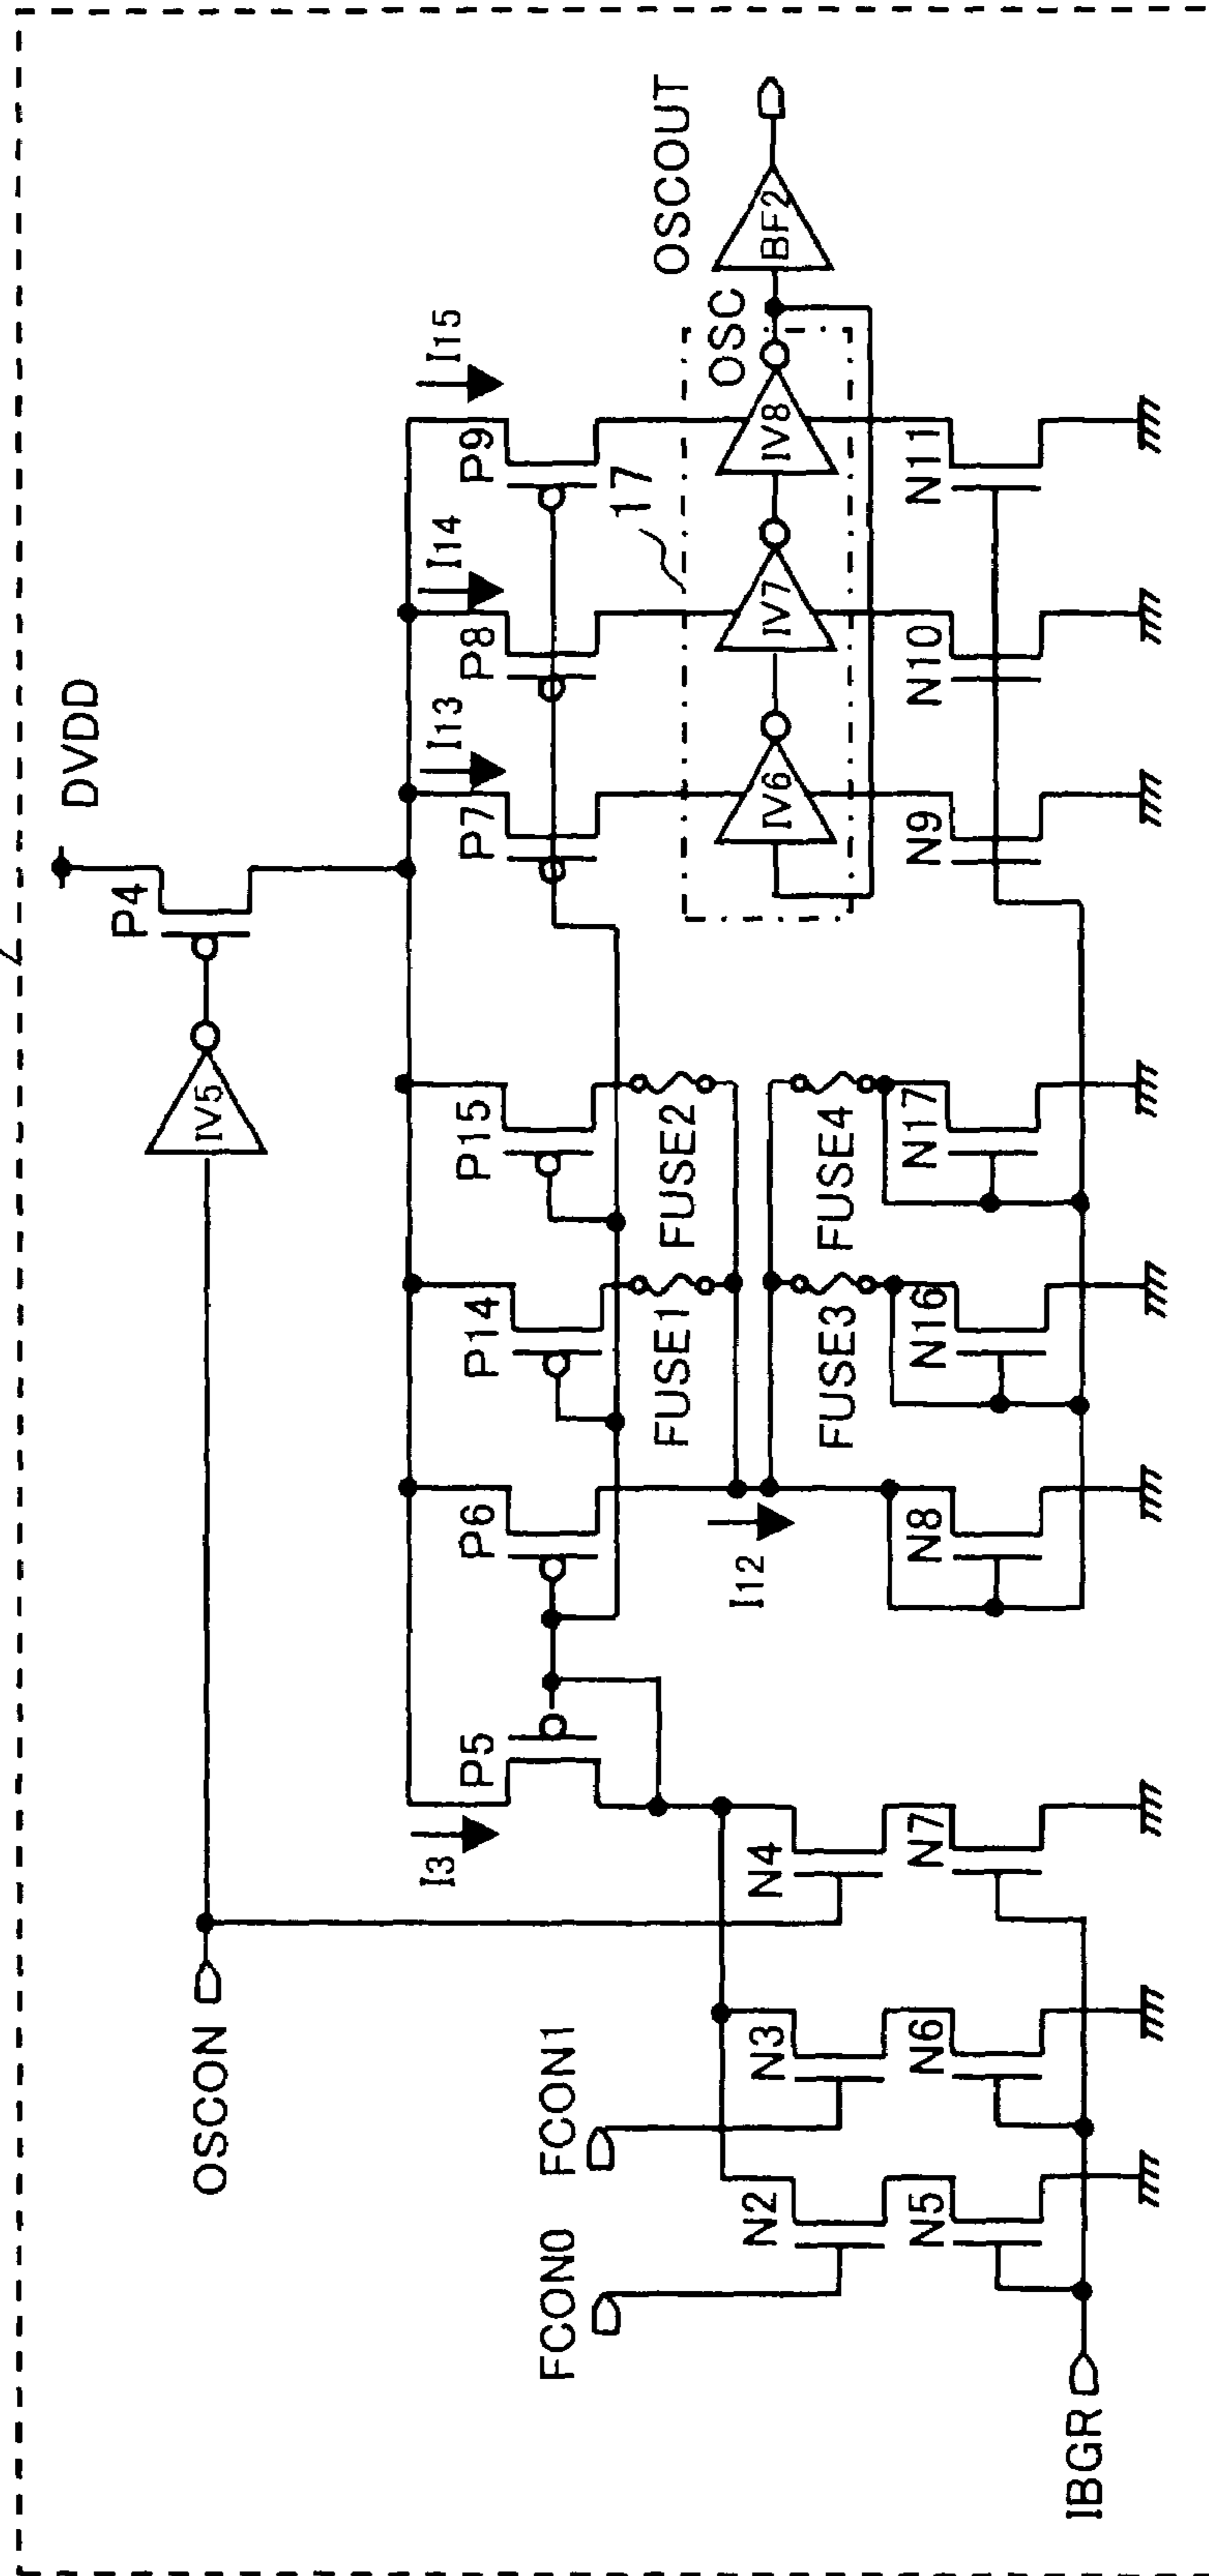 DVDD
P4
IV5
OSCON
I3
P5
P6
P14
P15
P7
I13
P8
I14
P9
I15
17
FUSE1
FUSE2
I12
FUSE3
FUSE4
IV6
IV7
IV8
OSC
BF2
OSCOUT
FCON0
FCON1
N2
N3
N4
N5
N6
N7
N8
N16
N17
N9
N10
N11
IBGR